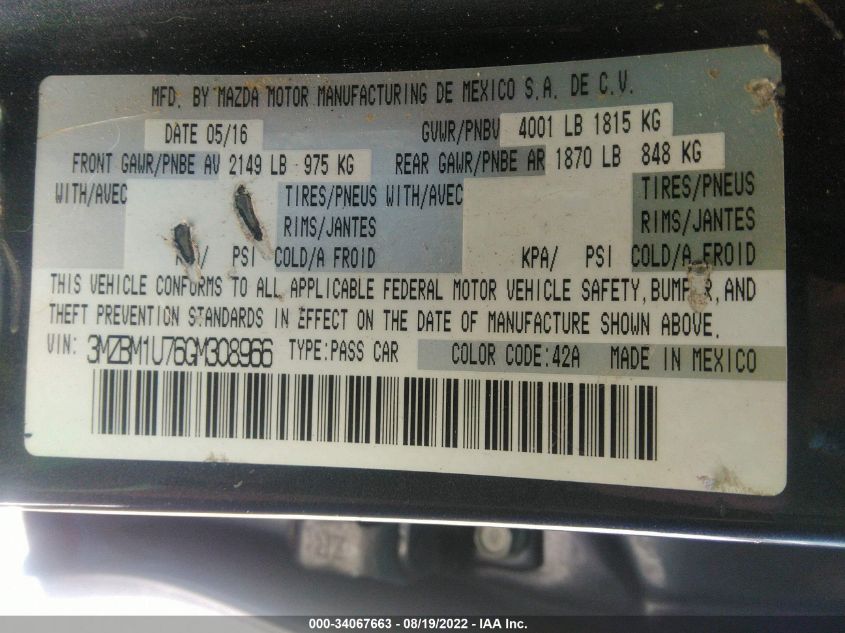 MFD. BY MAZDA MOTOR MANUFACTURING DE MEXICO S.A. DE C.V.
DATE 05/16 GVWR/PNBV 4001 LB 1815 KG
FRONT GAWR/PNBE AV 2149 LB 975 KG REAR GAWR/PNBE AR 1870 LB 848 KG
WITH/AVEC TIRES/PNEUS WITH/AVEC TIRES/PNEUS
RIMS/JANTES RIMS/JANTES
PSI COLD/A FROID KPA/ PSI COLD/A FROID
THIS VEHICLE CONFORMS TO ALL APPLICABLE FEDERAL MOTOR VEHICLE SAFETY, BUMPER, AND
THEFT PREVENTION STANDARDS IN EFFECT ON THE DATE OF MANUFACTURE SHOWN ABOVE.
VIN: 3MZBM1U76GM308966 TYPE:PASS CAR COLOR CODE:42A MADE IN MEXICO
000-34067663 - 08/19/2022 - IAA Inc.